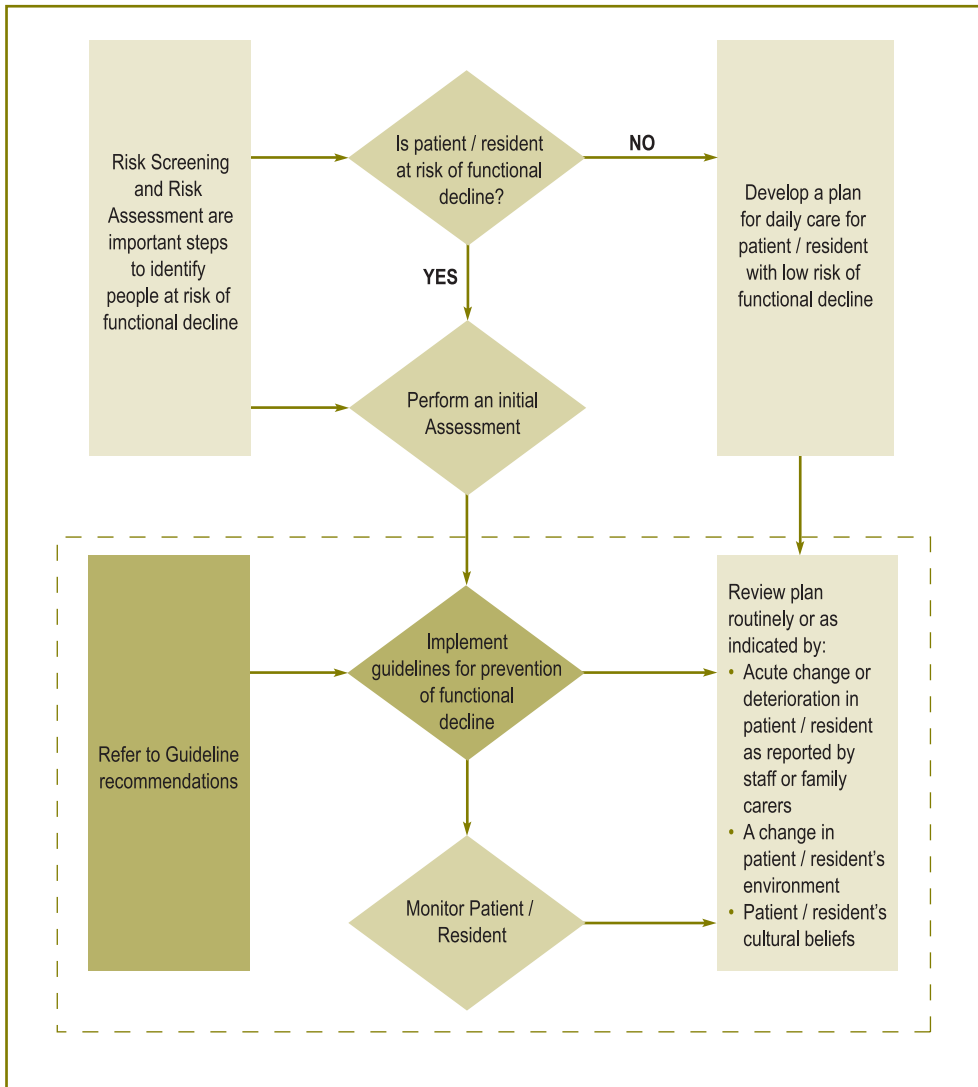 Risk Screening
and Risk
Assessment are
important steps
to identify
people at risk of
functional decline
Is patient / resident
at risk of functional
decline?
NO
YES
Develop a plan
for daily care for
patient / resident
with low risk of
functional decline
Perform an initial
Assessment
Refer to Guideline
recommendations
Implement
guidelines for prevention
of functional
decline
Monitor Patient /
Resident
Review plan
routinely or as
indicated by:
• Acute change or
deterioration in
patient / resident
as reported by
staff or family
carers
• A change in
patient / resident’s
environment
• Patient / resident’s
cultural beliefs